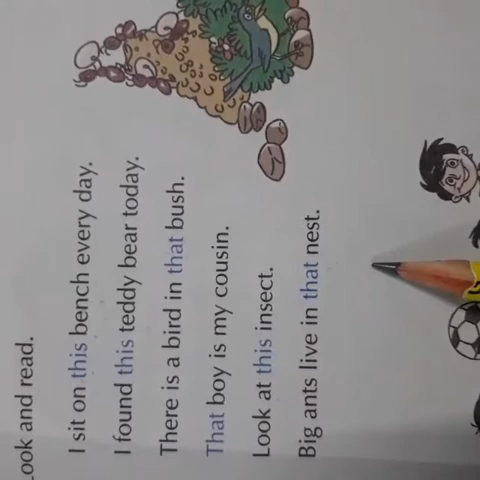 Look and read.
I sit on this bench every day.
I found this teddy bear today.
There is a bird in that bush.
That boy is my cousin.
Look at this insect.
Big ants live in that nest.